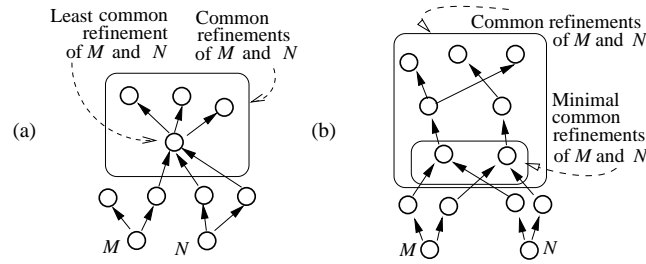 Least common
refinement
of M and N
Common
refinements
of M and N
(a)
M
N
Common refinements
of M and N
(b)
Minimal
common
refinements
of M and N
M
N